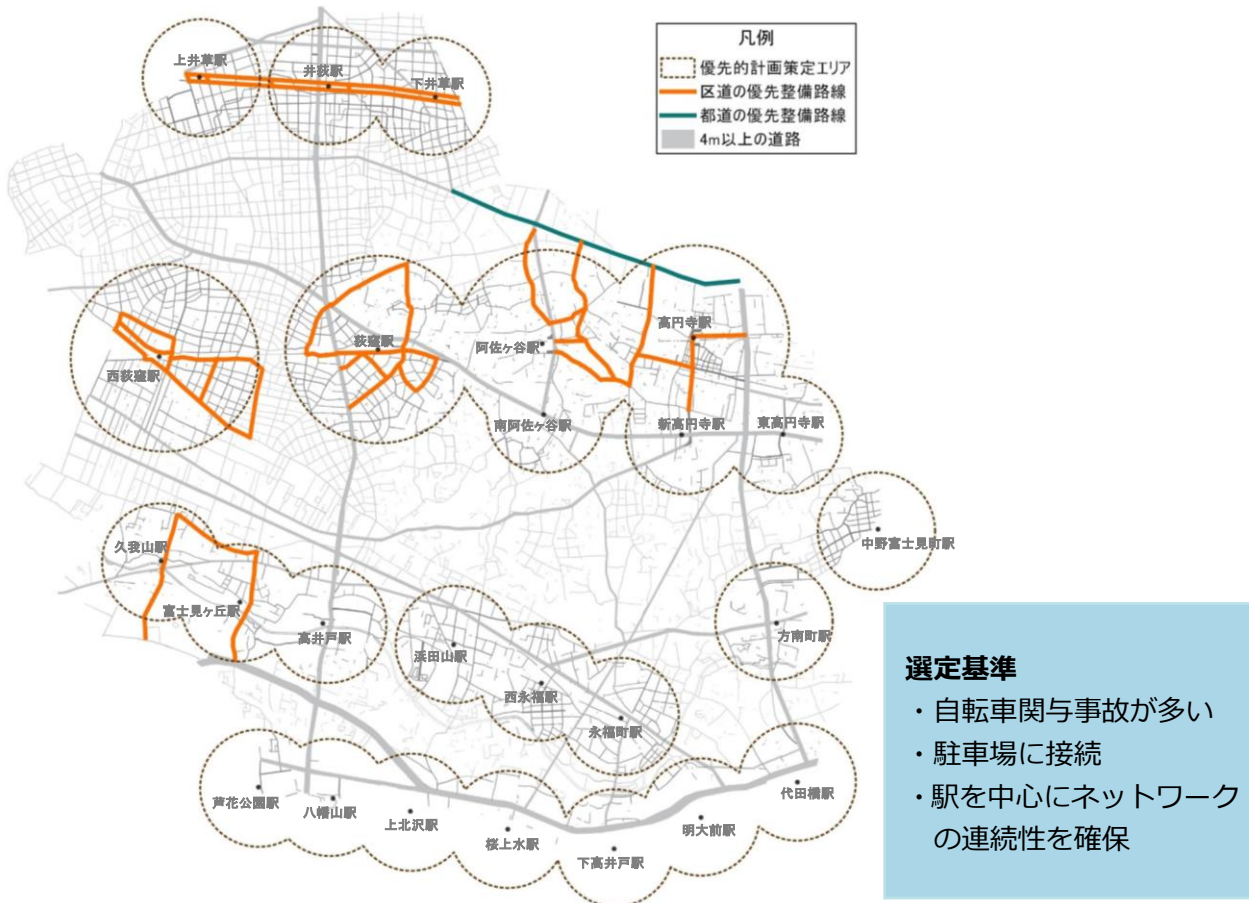 凡例
優先的計画策定エリア
区道の優先整備路線
都道の優先整備路線
4m以上の道路
上井草駅
井荻駅
下井草駅
高円寺駅
荻窪駅
阿佐ヶ谷駅
西荻窪駅
南阿佐ヶ谷駅
新高円寺駅
東高円寺駅
中野富士見町駅
久我山駅
富士見ヶ丘駅
高井戸駅
方南町駅
浜田山駅
西永福駅
永福町駅
芦花公園駅
八幡山駅
上北沢駅
桜上水駅
下高井戸駅
明大前駅
代田橋駅
選定基準
・自転車関与事故が多い
・駐車場に接続
・駅を中心にネットワーク
の連続性を確保